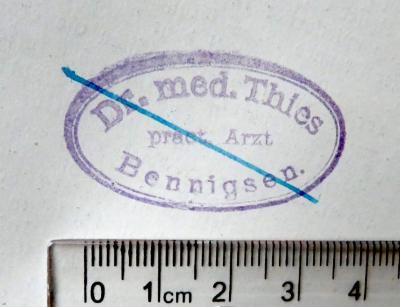 Dr. med. Thies
pract. Arzt
Bennigsen.
0 1 cm 2 3 4